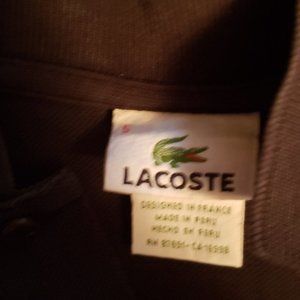 5
LACOSTE
DESIGNED IN FRANCE
MADE IN PERU
HECHO EN PERU